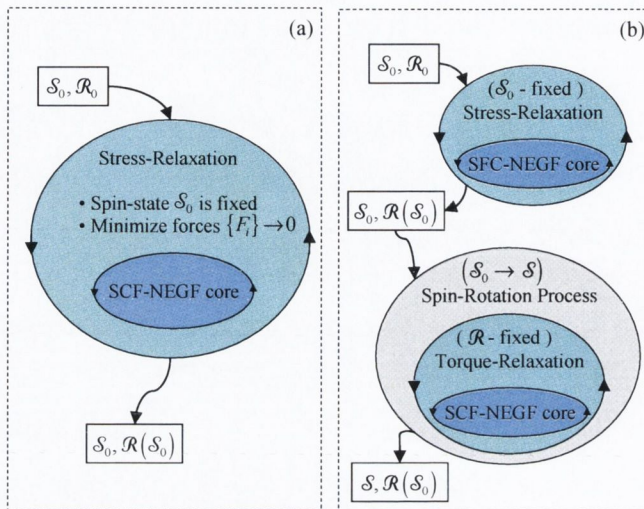 (a)
𝒮₀, ℛ₀
Stress-Relaxation
• Spin-state 𝒮₀ is fixed
• Minimize forces {Fᵢ} → 0
SCF-NEGF core
𝒮₀, ℛ(𝒮₀)
(b)
𝒮₀, ℛ₀
(𝒮₀ - fixed )
Stress-Relaxation
SFC-NEGF core
𝒮₀, ℛ(𝒮₀)
(𝒮₀ → 𝒮)
Spin-Rotation Process
( ℛ - fixed )
Torque-Relaxation
SCF-NEGF core
𝒮, ℛ(𝒮₀)